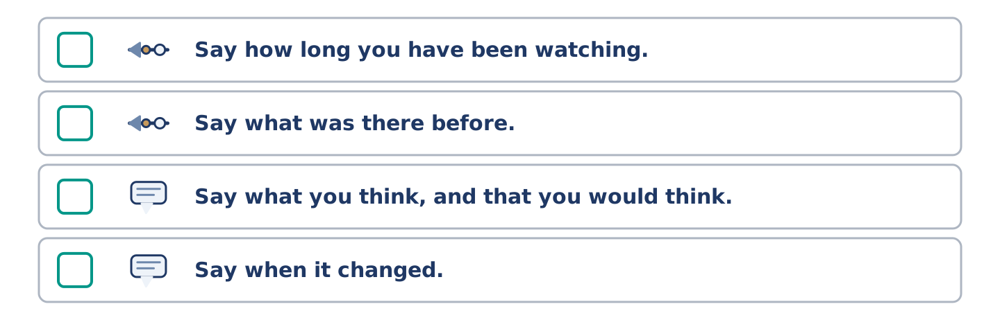 Say how long you have been watching.
Say what was there before.
Say what you think, and that you would think.
Say when it changed.